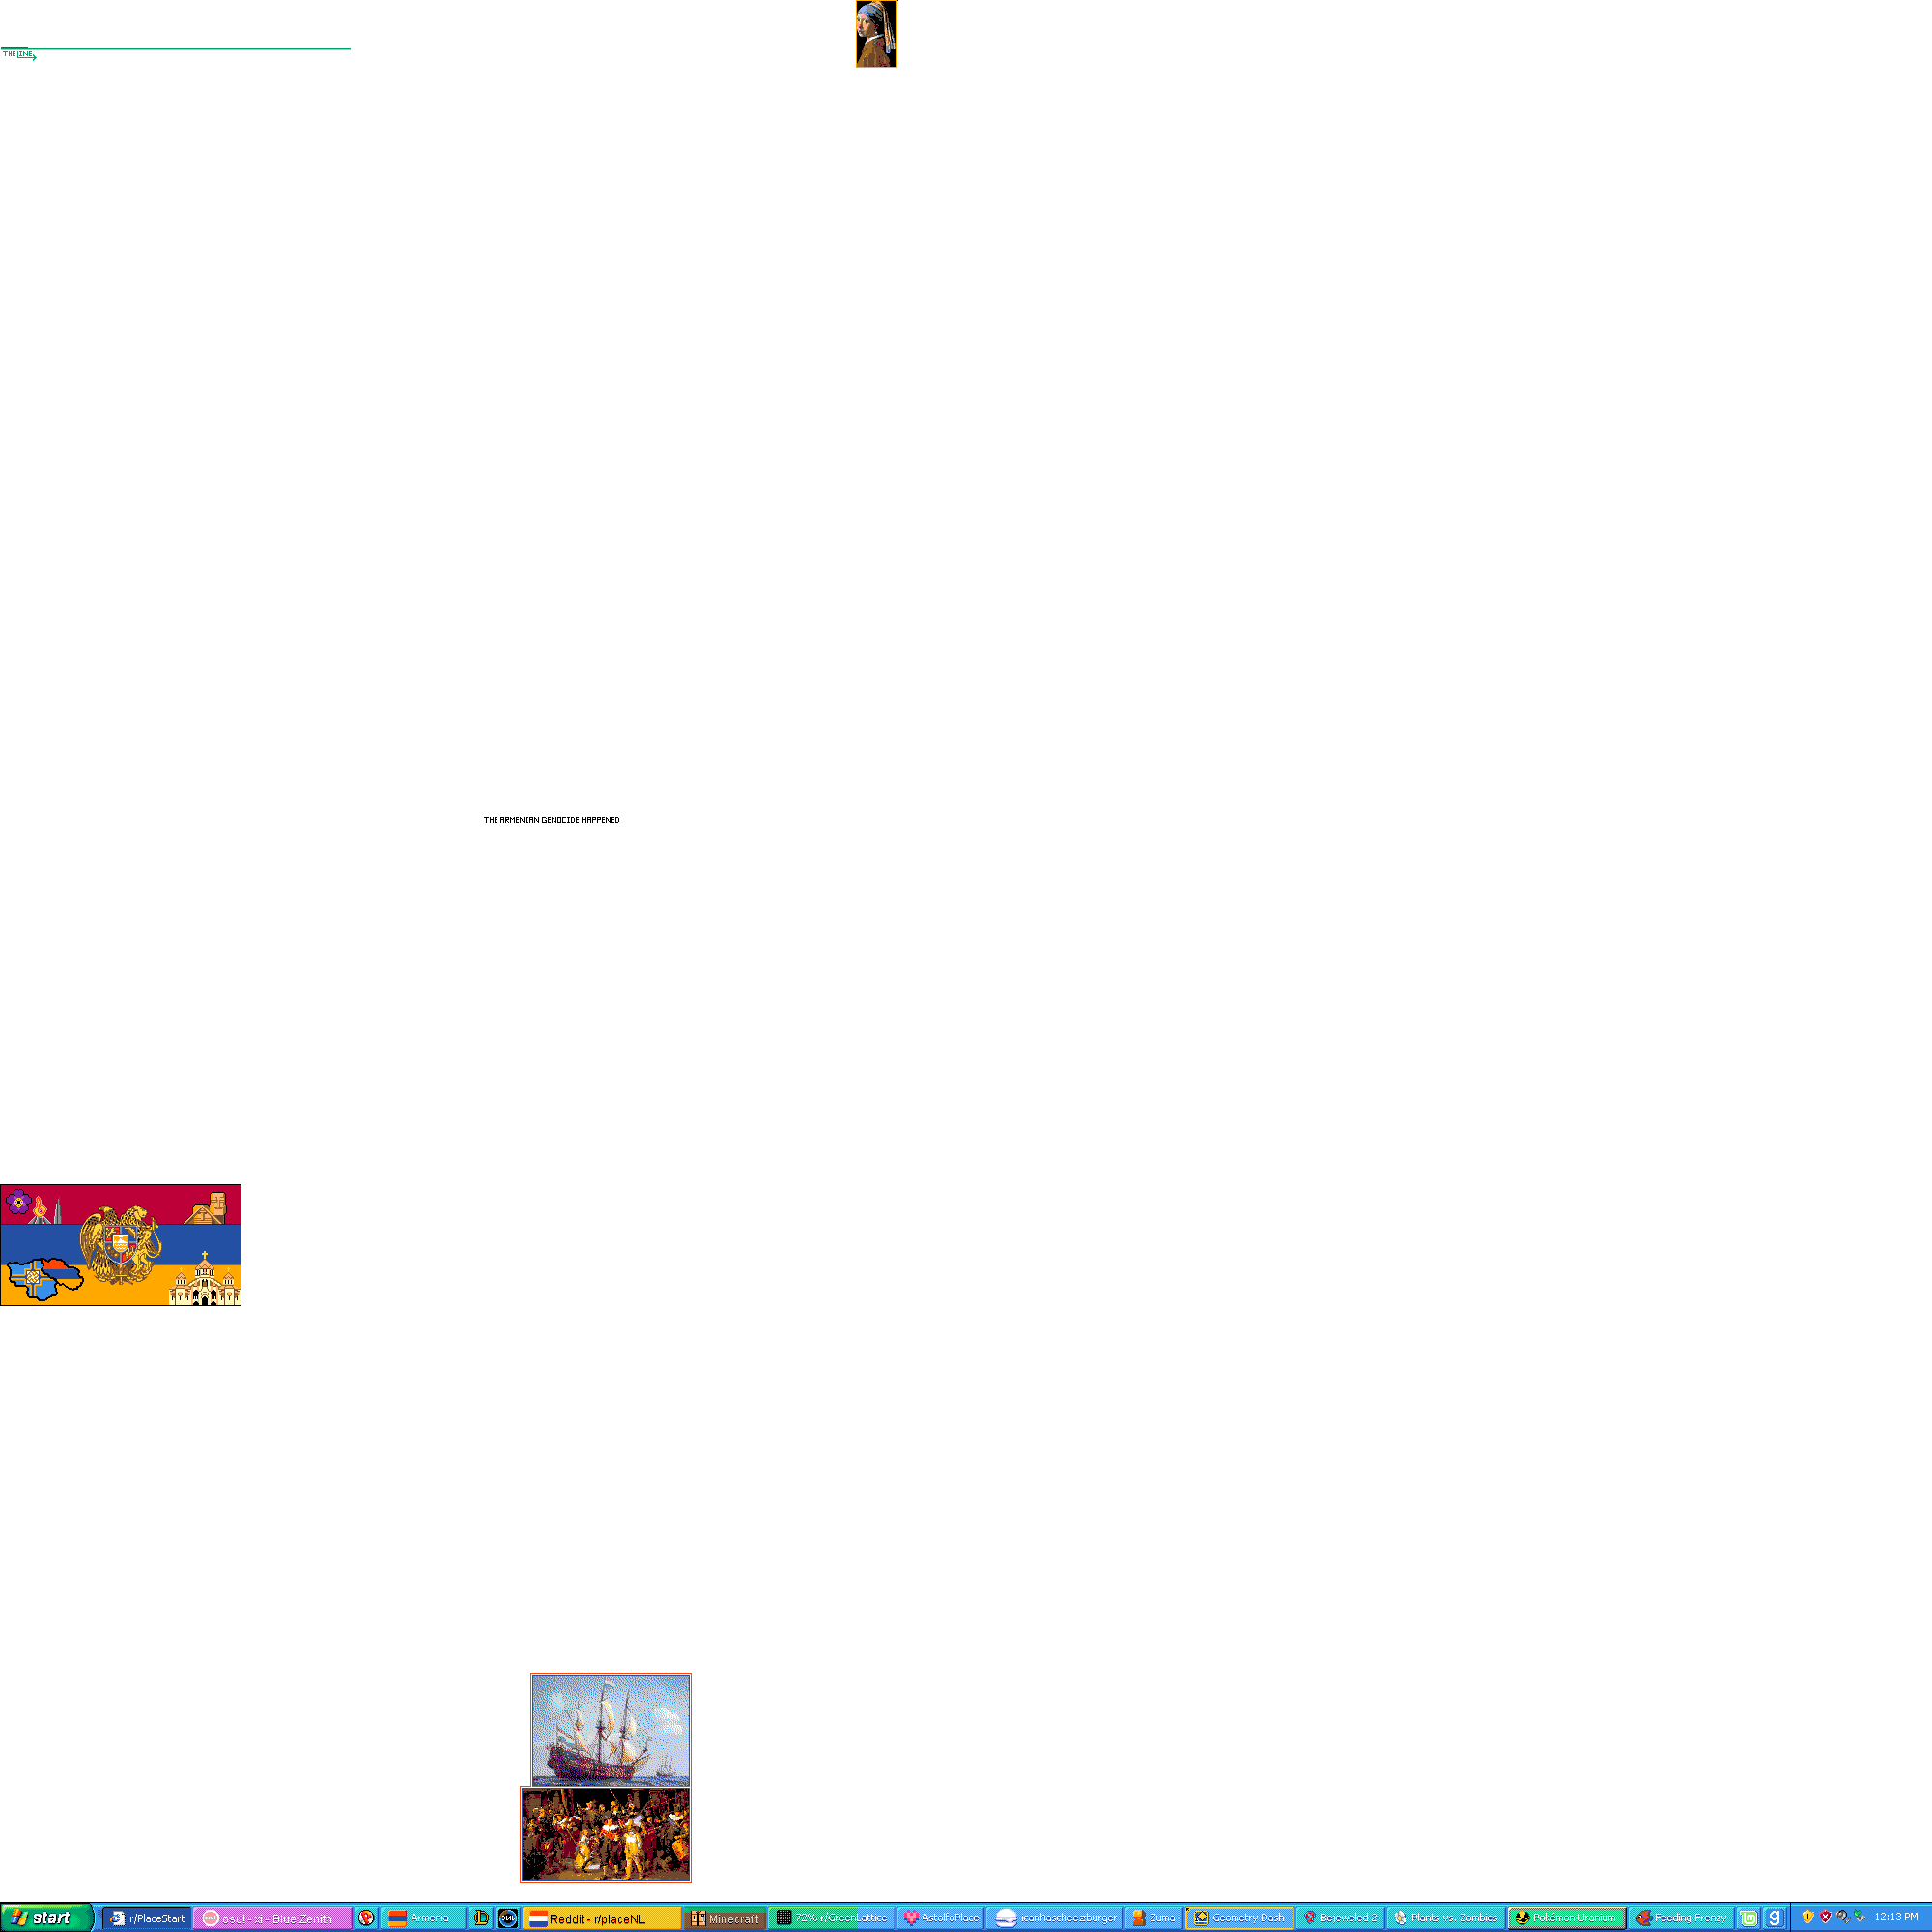 THE LINE
THE ARMENIAN GENOCIDE HAPPENED
start
r/PlaceStart
osu! - xi - Blue Zenith
Armenia
Reddit - r/placeNL
Minecraft
72% r/GreenLattice
AstolfoPlace
icanhascheezburger
Zuma
Geometry Dash
Bejeweled 2
Plants vs. Zombies
Pokémon Uranium
Feeding Frenzy
g
12:13 PM